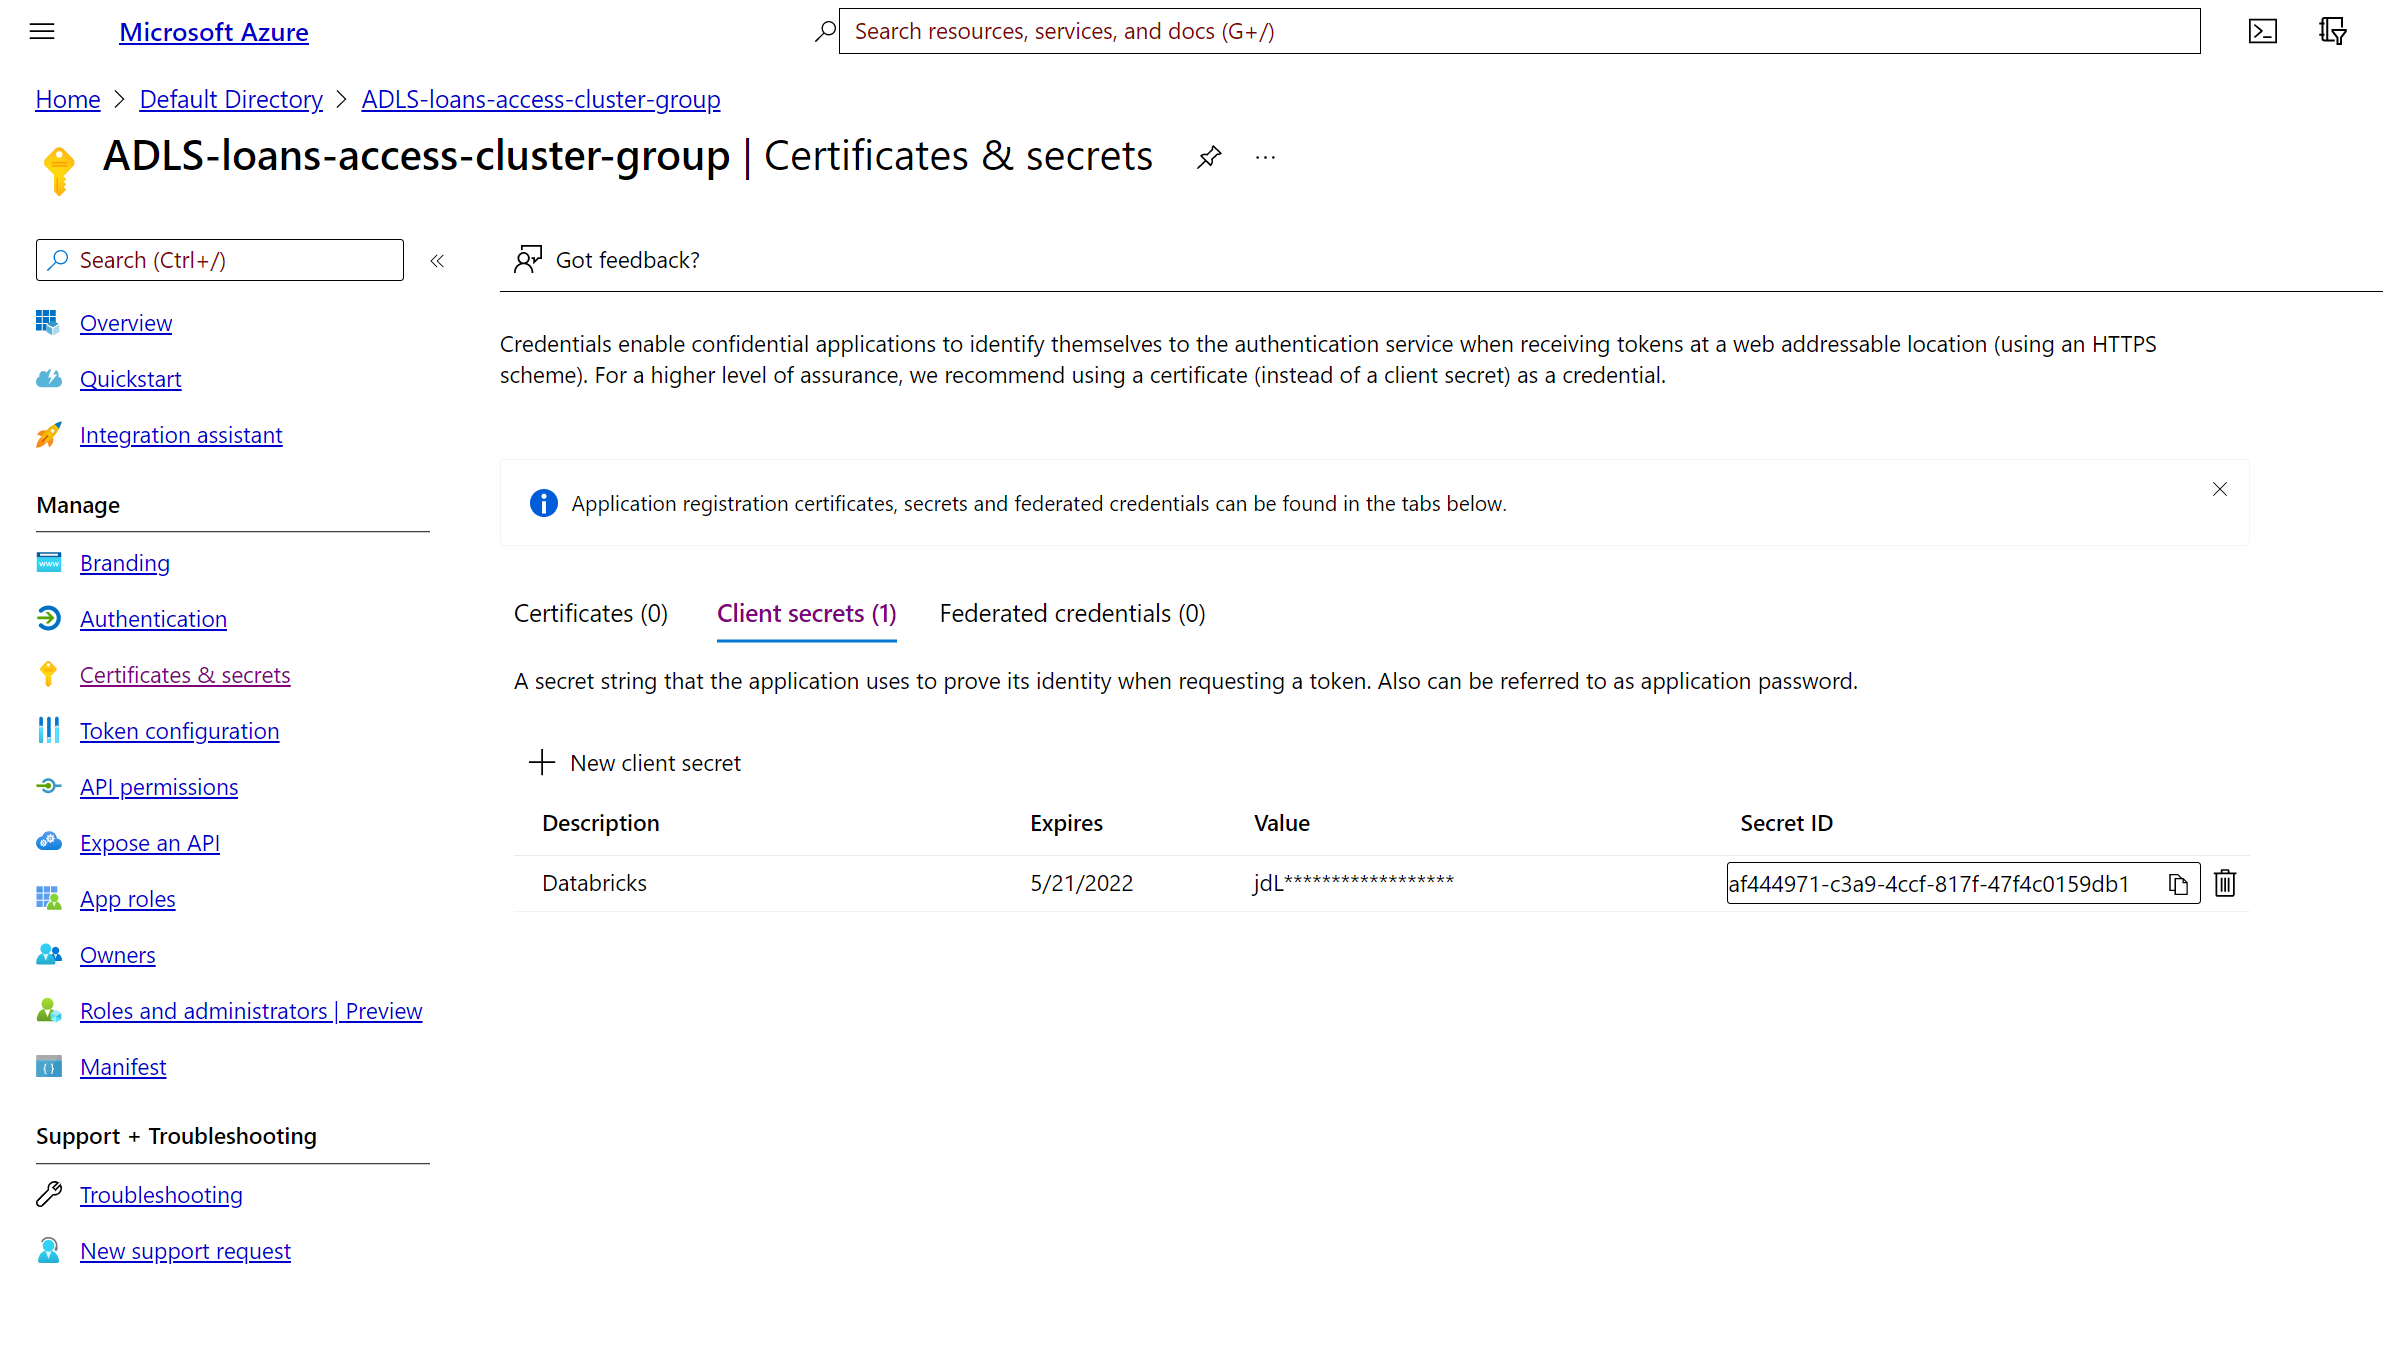 Microsoft Azure
Search resources, services, and docs (G+/)
Home > Default Directory > ADLS-loans-access-cluster-group
ADLS-loans-access-cluster-group | Certificates & secrets
Search (Ctrl+/)
Got feedback?
Overview
Quickstart
Integration assistant
Manage
Branding
Authentication
Certificates & secrets
Token configuration
API permissions
Expose an API
App roles
Owners
Roles and administrators | Preview
Manifest
Support + Troubleshooting
Troubleshooting
New support request
Credentials enable confidential applications to identify themselves to the authentication service when receiving tokens at a web addressable location (using an HTTPS
scheme). For a higher level of assurance, we recommend using a certificate (instead of a client secret) as a credential.
Application registration certificates, secrets and federated credentials can be found in the tabs below.
Certificates (0) Client secrets (1) Federated credentials (0)
A secret string that the application uses to prove its identity when requesting a token. Also can be referred to as application password.
New client secret
Description Expires Value Secret ID
Databricks 5/21/2022 jdL****************** af444971-c3a9-4ccf-817f-47f4c0159db1